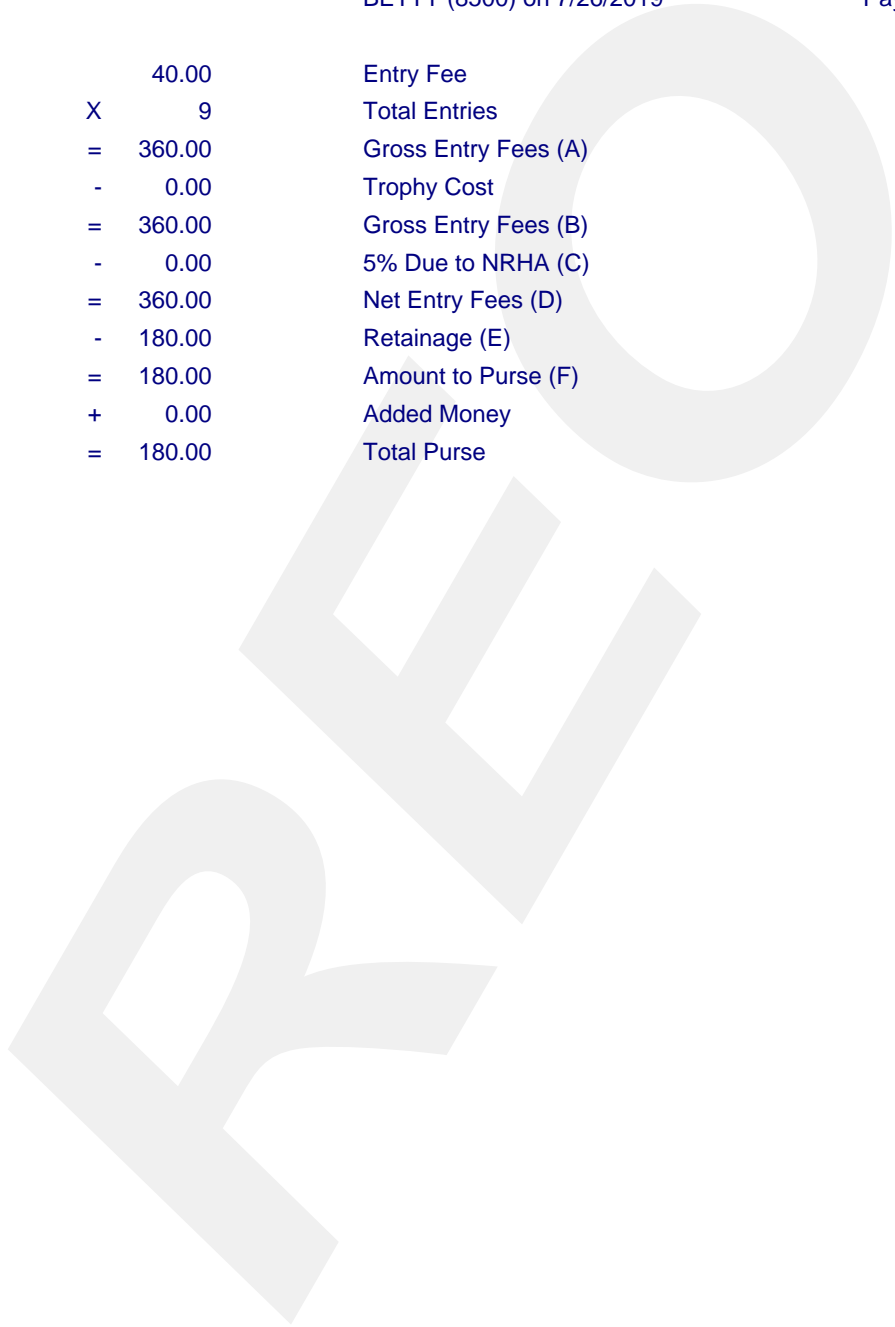 40.00 Entry Fee
X 9 Total Entries
= 360.00 Gross Entry Fees (A)
- 0.00 Trophy Cost
= 360.00 Gross Entry Fees (B)
- 0.00 5% Due to NRHA (C)
= 360.00 Net Entry Fees (D)
- 180.00 Retainage (E)
= 180.00 Amount to Purse (F)
+ 0.00 Added Money
= 180.00 Total Purse
REO